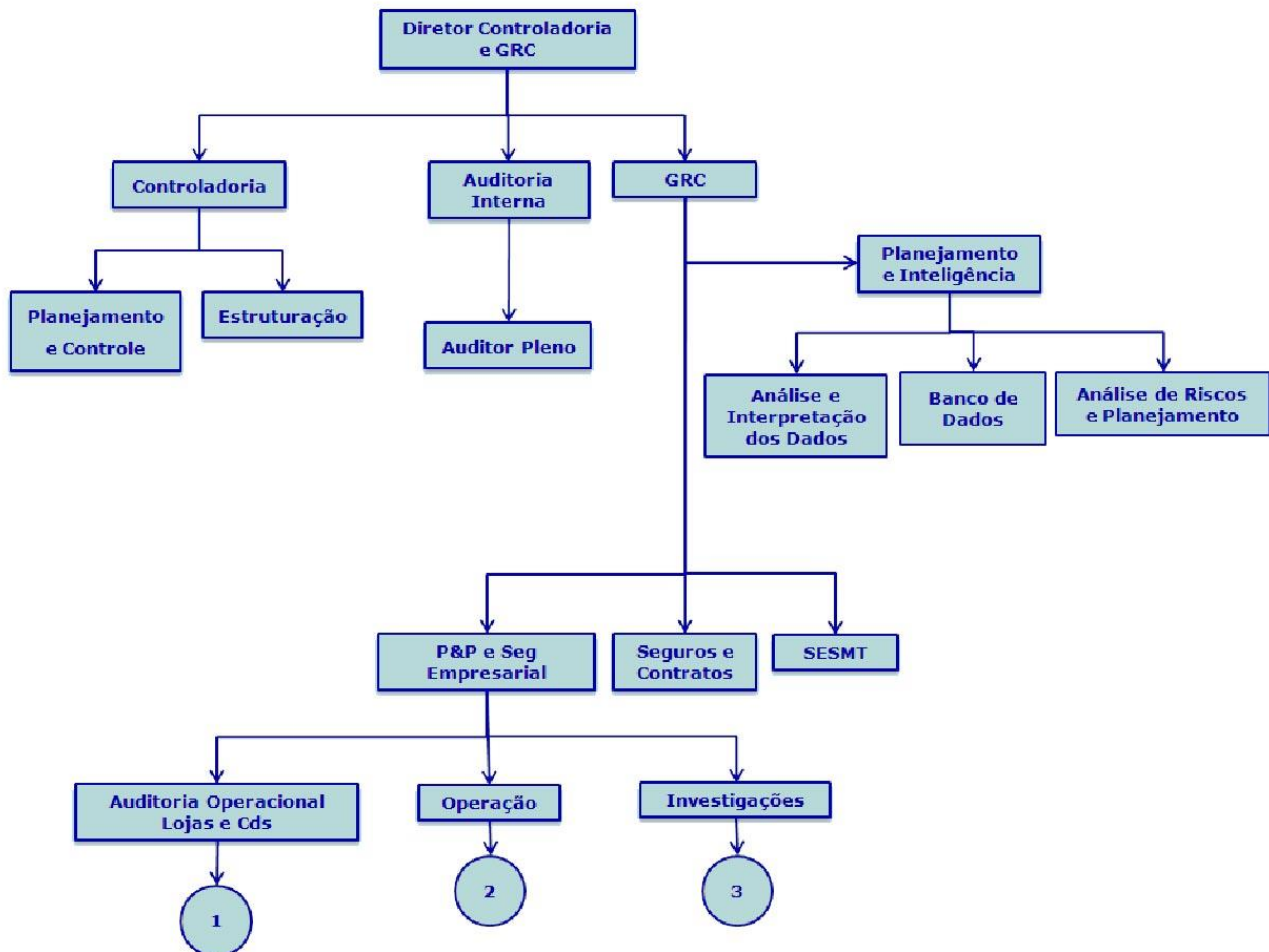 Diretor Controladoria
e GRC
Controladoria
Auditoria
Interna
GRC
Planejamento
e Inteligência
Planejamento
e Controle
Estruturação
Auditor Pleno
Análise e
Interpretação
dos Dados
Banco de
Dados
Análise de Riscos
e Planejamento
P&P e Seg
Empresarial
Seguros e
Contratos
SESMT
Auditoria Operacional
Lojas e Cds
Operação
Investigações
1
2
3